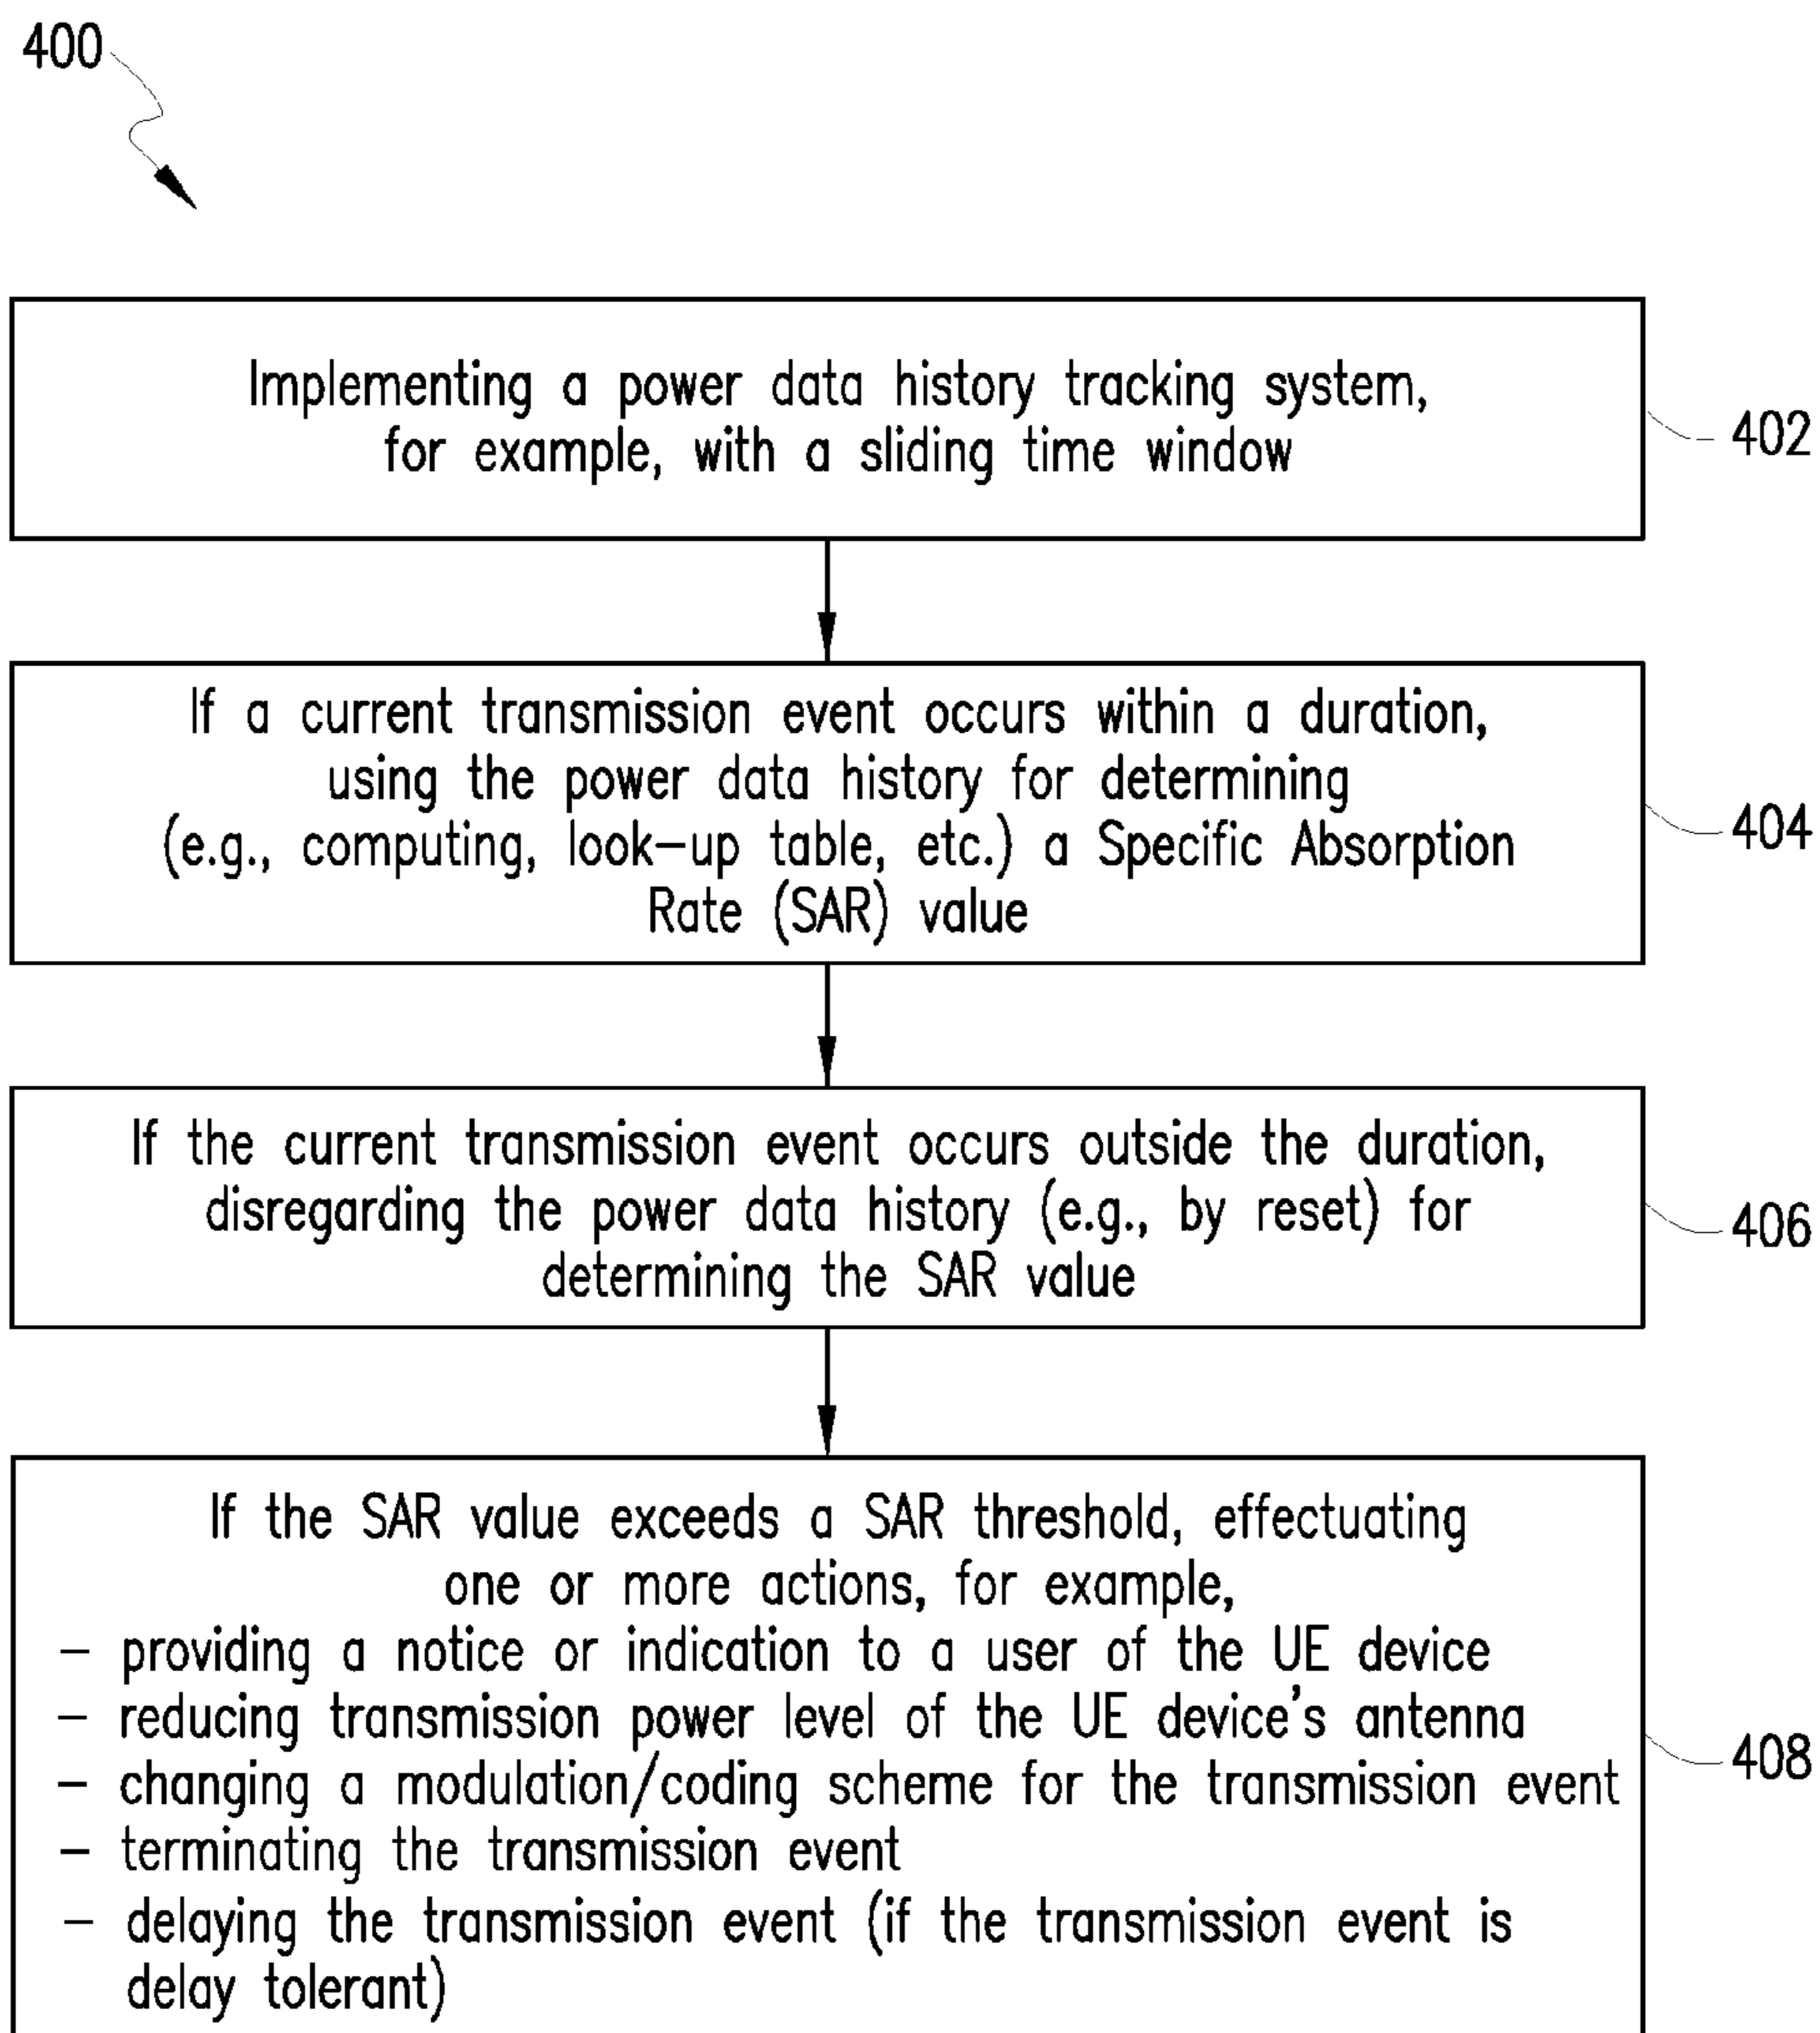 400
Implementing a power data history tracking system,
for example, with a sliding time window
402
If a current transmission event occurs within a duration,
using the power data history for determining
(e.g., computing, look-up table, etc.) a Specific Absorption
Rate (SAR) value
404
If the current transmission event occurs outside the duration,
disregarding the power data history (e.g., by reset) for
determining the SAR value
406
If the SAR value exceeds a SAR threshold, effectuating
one or more actions, for example,
- providing a notice or indication to a user of the UE device
- reducing transmission power level of the UE device's antenna
- changing a modulation/coding scheme for the transmission event
- terminating the transmission event
- delaying the transmission event (if the transmission event is
delay tolerant)
408